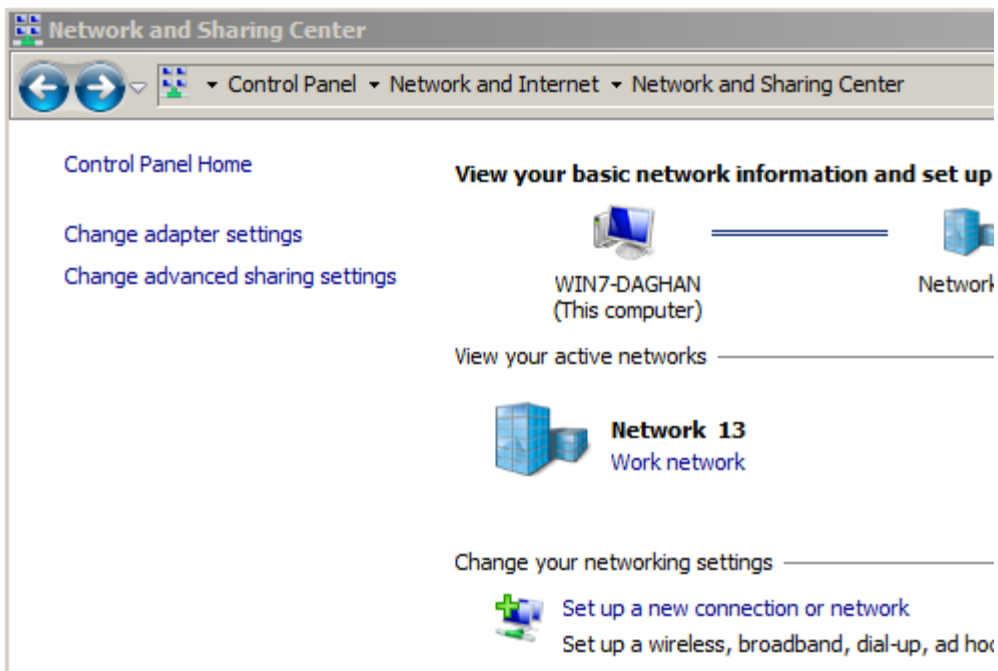 Network and Sharing Center
Control Panel Network and Internet Network and Sharing Center
Control Panel Home
Change adapter settings
Change advanced sharing settings
View your basic network information and set up
WIN7-DAGHAN
(This computer)
Network
View your active networks
Network 13
Work network
Change your networking settings
Set up a new connection or network
Set up a wireless, broadband, dial-up, ad hoc